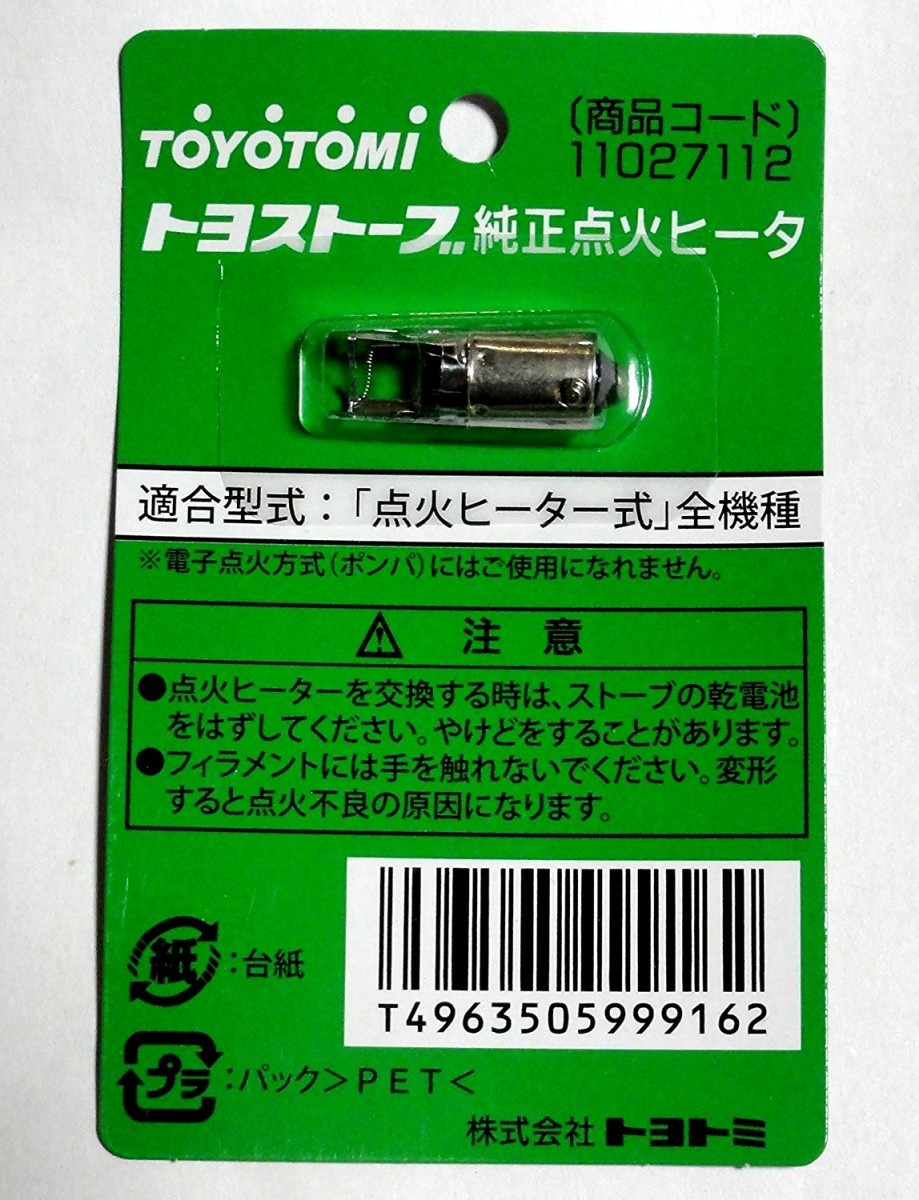 TOYOTOMI
(商品コード)
11027112
トヨストーブ純正点火ヒータ
適合型式：「点火ヒーター式」全機種
※電子点火方式（ポンパ）にはご使用になれません。
⚠ 注意
●点火ヒーターを交換する時は、ストーブの乾電池
をはずしてください。やけどをすることがあります。
●フィラメントには手を触れないでください。変形
すると点火不良の原因になります。
紙：台紙
T4963505999162
プラ：パック>PET<
株式会社トヨトミ